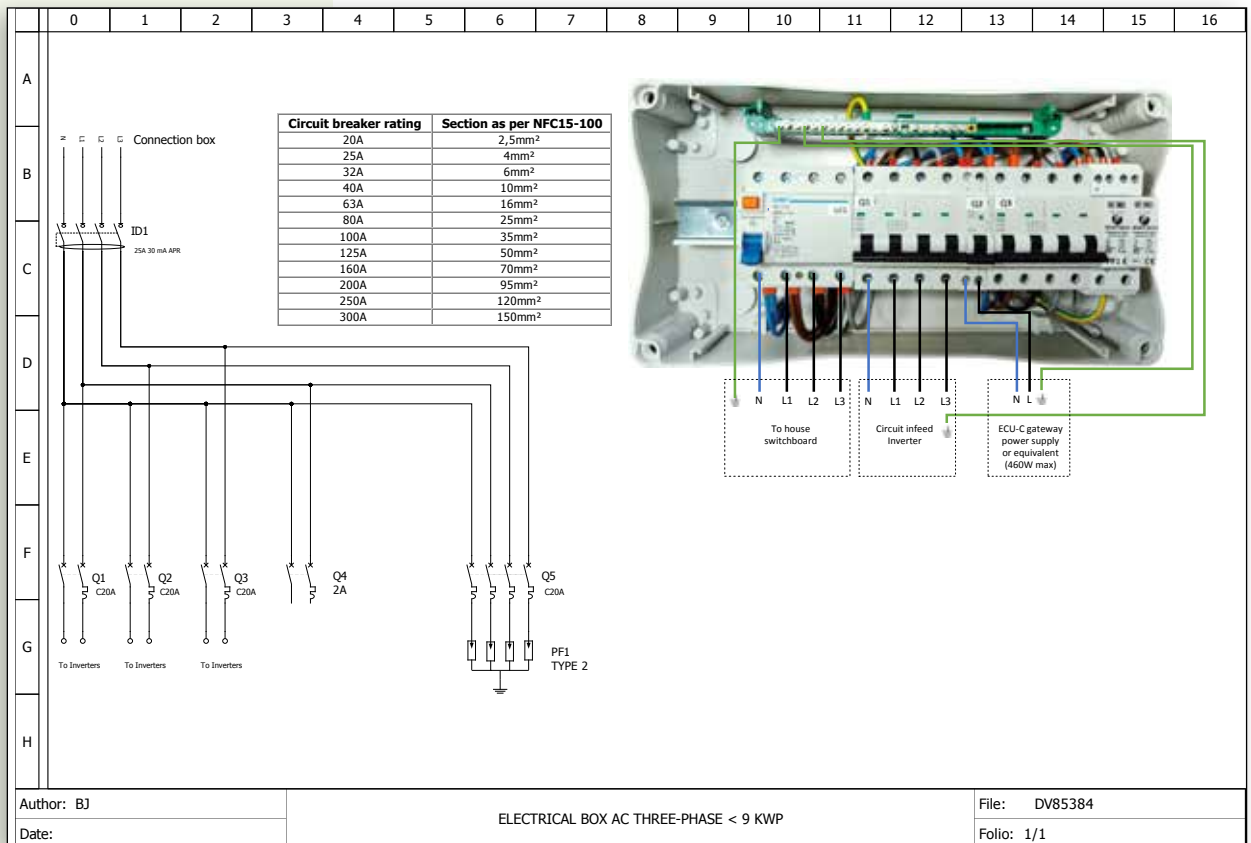 0 1 2 3 4 5 6 7 8 9 10 11 12 13 14 15 16
A
B
C
D
E
F
G
H
N L1 L2 L3
Connection box
ID1
25A 30 mA APR
Circuit breaker rating Section as per NFC15-100
20A 2,5mm²
25A 4mm²
32A 6mm²
40A 10mm²
63A 16mm²
80A 25mm²
100A 35mm²
125A 50mm²
160A 70mm²
200A 95mm²
250A 120mm²
300A 150mm²
Q1 Q2 Q3
N L1 L2 L3
To house
switchboard
N L1 L2 L3
Circuit infeed
Inverter
N L
ECU-C gateway
power supply
or equivalent
(460W max)
Q1
C20A
Q2
C20A
Q3
C20A
Q4
2A
Q5
C20A
To Inverters
To Inverters
To Inverters
PF1
TYPE 2
Author: BJ
Date:
ELECTRICAL BOX AC THREE-PHASE < 9 KWP
File: DV85384
Folio: 1/1